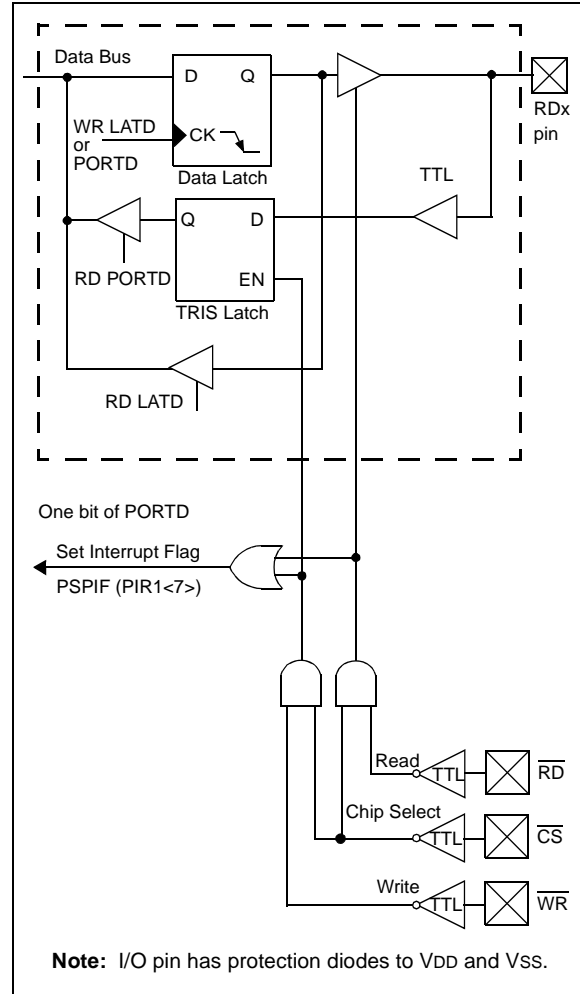 Data Bus
D Q
RDx
pin
WR LATD
or
PORTD
CK
Data Latch
TTL
Q D
RD PORTD
EN
TRIS Latch
RD LATD
One bit of PORTD
Set Interrupt Flag
PSPIF (PIR1<7>)
Read
TTL
RD
Chip Select
TTL
CS
Write
TTL
WR
Note: I/O pin has protection diodes to VDD and VSS.